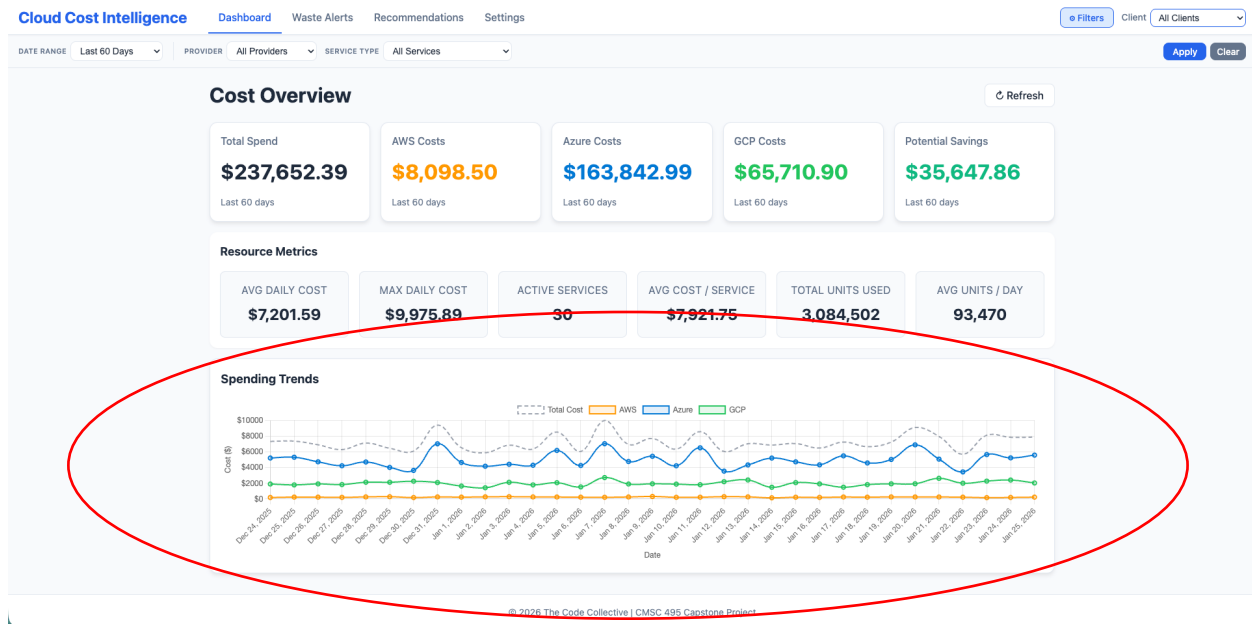 Cloud Cost Intelligence Dashboard Waste Alerts Recommendations Settings Filters Client All Clients
DATE RANGE Last 60 Days PROVIDER All Providers SERVICE TYPE All Services Apply Clear
Cost Overview Refresh
Total Spend AWS Costs Azure Costs GCP Costs Potential Savings
$237,652.39 $8,098.50 $163,842.99 $65,710.90 $35,647.86
Last 60 days Last 60 days Last 60 days Last 60 days Last 60 days
Resource Metrics
AVG DAILY COST MAX DAILY COST ACTIVE SERVICES AVG COST / SERVICE TOTAL UNITS USED AVG UNITS / DAY
$7,201.59 $9,975.89 30 $7,921.75 3,084,502 93,470
Spending Trends
Total Cost AWS Azure GCP
$10000
$8000
$6000
$4000
$2000
$0
Cost ($)
Dec 24, 2025 Dec 25, 2025 Dec 26, 2025 Dec 27, 2025 Dec 28, 2025 Dec 29, 2025 Dec 30, 2025 Dec 31, 2025 Jan 1, 2026 Jan 2, 2026 Jan 3, 2026 Jan 4, 2026 Jan 5, 2026 Jan 6, 2026 Jan 7, 2026 Jan 8, 2026 Jan 9, 2026 Jan 10, 2026 Jan 11, 2026 Jan 12, 2026 Jan 13, 2026 Jan 14, 2026 Jan 15, 2026 Jan 16, 2026 Jan 17, 2026 Jan 18, 2026 Jan 19, 2026 Jan 20, 2026 Jan 21, 2026 Jan 22, 2026 Jan 23, 2026 Jan 24, 2026 Jan 25, 2026
Date
© 2026 The Code Collective | CMSC 495 Capstone Project